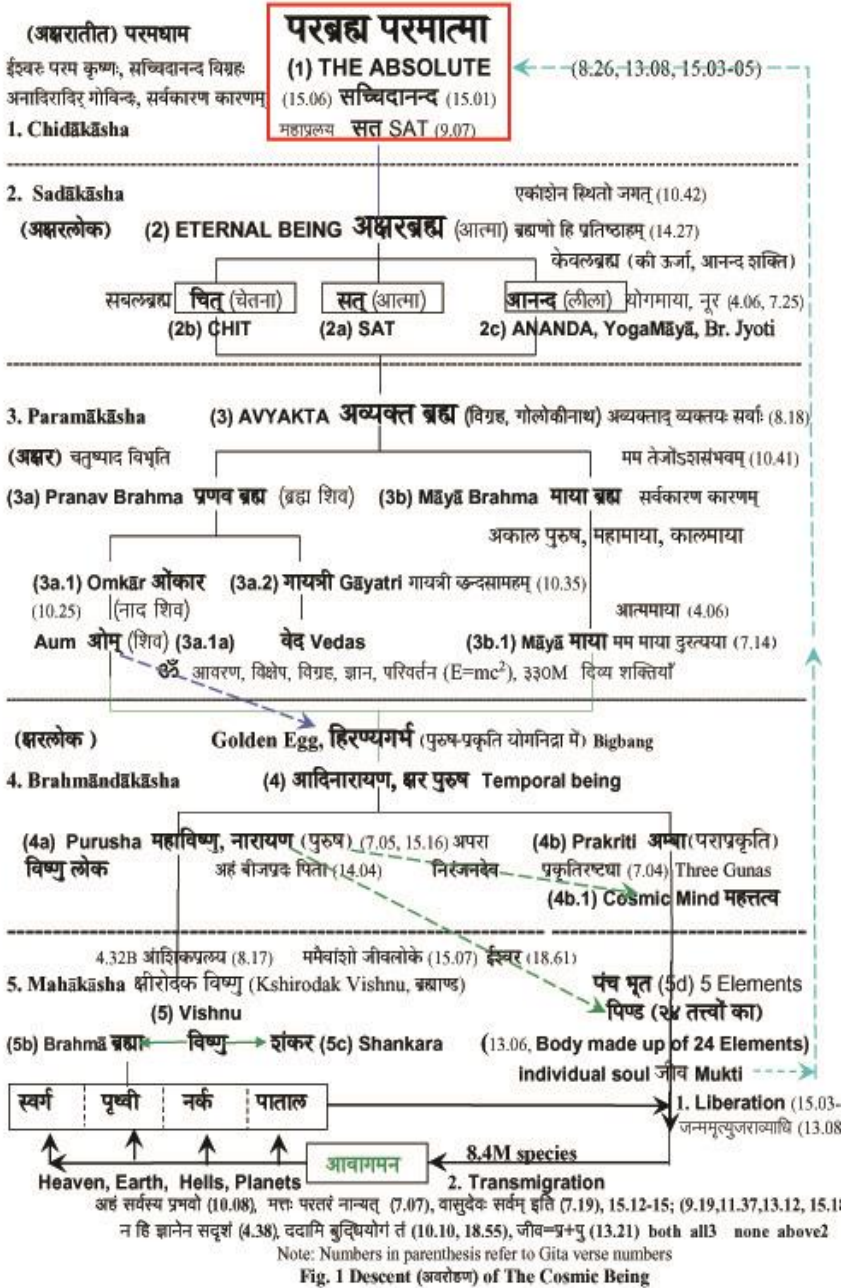 (अक्षरातीत) परमधाम
परब्रह्म परमात्मा
ईश्वरः परम कृष्णः, सच्चिदानन्द विग्रहः (1) THE ABSOLUTE (8.26, 13.08, 15.03-05)
अनादिरादिर् गोविन्दः, सर्वकारण कारणम् (15.06) सच्चिदानन्द (15.01)
1. Chidākāsha महाप्रलय सत SAT (9.07)
2. Sadākāsha एकांशेन स्थितो जगत् (10.42)
(अक्षरलोक) (2) ETERNAL BEING अक्षरब्रह्म (आत्मा) ब्रह्मणो हि प्रतिष्ठाहम् (14.27)
केवलब्रह्म (की ऊर्जा, आनन्द शक्ति)
सबलब्रह्म चित् (चेतना) सत् (आत्मा) आनन्द (लीला) योगमाया, नूर (4.06, 7.25)
(2b) CHIT (2a) SAT 2c) ANANDA, YogaMāyā, Br. Jyoti
3. Paramākāsha (3) AVYAKTA अव्यक्त ब्रह्म (विग्रह, गोलोकीनाथ) अव्यक्ताद् व्यक्तयः सर्वाः (8.18)
(अक्षर) चतुष्पाद विभूति मम तेजोंऽशसंभवम् (10.41)
(3a) Pranav Brahma प्रणव ब्रह्म (ब्रह्म शिव) (3b) Māyā Brahma माया ब्रह्म सर्वकारण कारणम्
अकाल पुरुष, महामाया, कालमाया
(3a.1) Omkār ओंकार (3a.2) गायत्री Gāyatri गायत्री छन्दसामहम् (10.35)
(10.25) (नाद शिव) आत्ममाया (4.06)
Aum ओम् (शिव) (3a.1a) वेद Vedas (3b.1) Māyā माया मम माया दुरत्यया (7.14)
ॐ आवरण, विक्षेप, विग्रह, ज्ञान, परिवर्तन (E=mc²), ३३०M दिव्य शक्तियाँ
(क्षरलोक ) Golden Egg, हिरण्यगर्भ (पुरुष-प्रकृति योगनिद्रा में) Bigbang
4. Brahmāndākāsha (4) आदिनारायण, क्षर पुरुष Temporal being
(4a) Purusha महाविष्णु, नारायण (पुरुष) (7.05, 15.16) अपरा (4b) Prakriti अम्बा(पराप्रकृति)
विष्णु लोक अहं बीजप्रदः पिता (14.04) निरंजनदेव प्रकृतिरष्टधा (7.04) Three Gunas
(4b.1) Cosmic Mind महत्तत्व
4.32B आंशिकप्रलय (8.17) ममैवांशो जीवलोके (15.07) ईश्वर (18.61)
5. Mahākāsha क्षीरोदक विष्णु (Kshirodak Vishnu, ब्रह्माण्ड) पंच भूत (5d) 5 Elements
(5) Vishnu पिण्ड (२४ तत्त्वों का)
(5b) Brahmā ब्रह्मा विष्णु शंकर (5c) Shankara (13.06, Body made up of 24 Elements)
individual soul जीव Mukti
स्वर्ग पृथ्वी नर्क पाताल 1. Liberation (15.03-
जन्ममृत्युजराव्याधि (13.08
आवागमन 8.4M species
Heaven, Earth, Hells, Planets 2. Transmigration
अहं सर्वस्य प्रभवो (10.08), मत्तः परतरं नान्यत् (7.07), वासुदेवः सर्वम् इति (7.19), 15.12-15; (9.19,11.37,13.12, 15.18
न हि ज्ञानेन सदृशं (4.38), ददामि बुद्धियोगं तं (10.10, 18.55), जीव=प्र+पु (13.21) both all3 none above2
Note: Numbers in parenthesis refer to Gita verse numbers
Fig. 1 Descent (अवरोहण) of The Cosmic Being